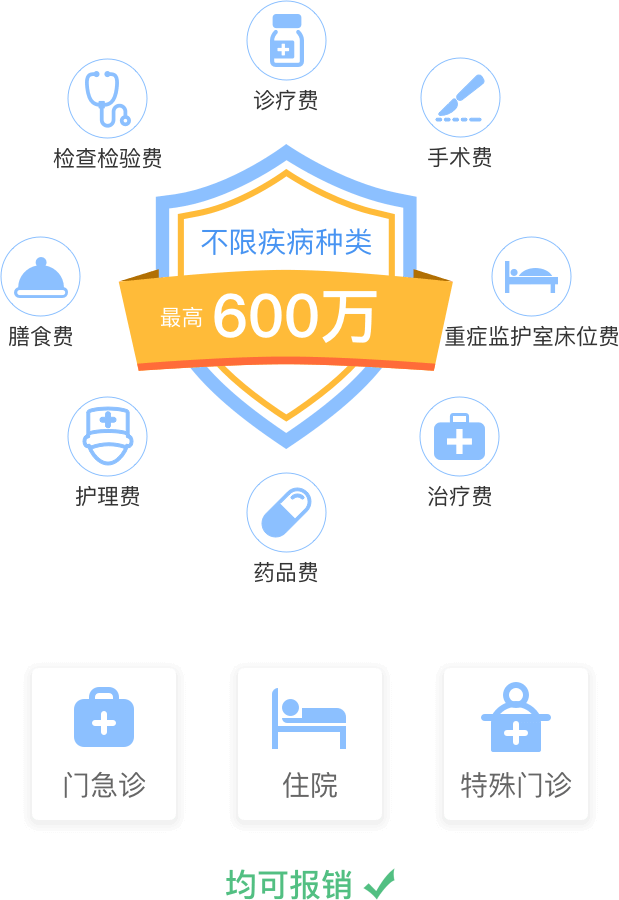 诊疗费
检查检验费
手术费
不限疾病种类
最高 600万
膳食费
重症监护室床位费
护理费
治疗费
药品费
门急诊
住院
特殊门诊
均可报销